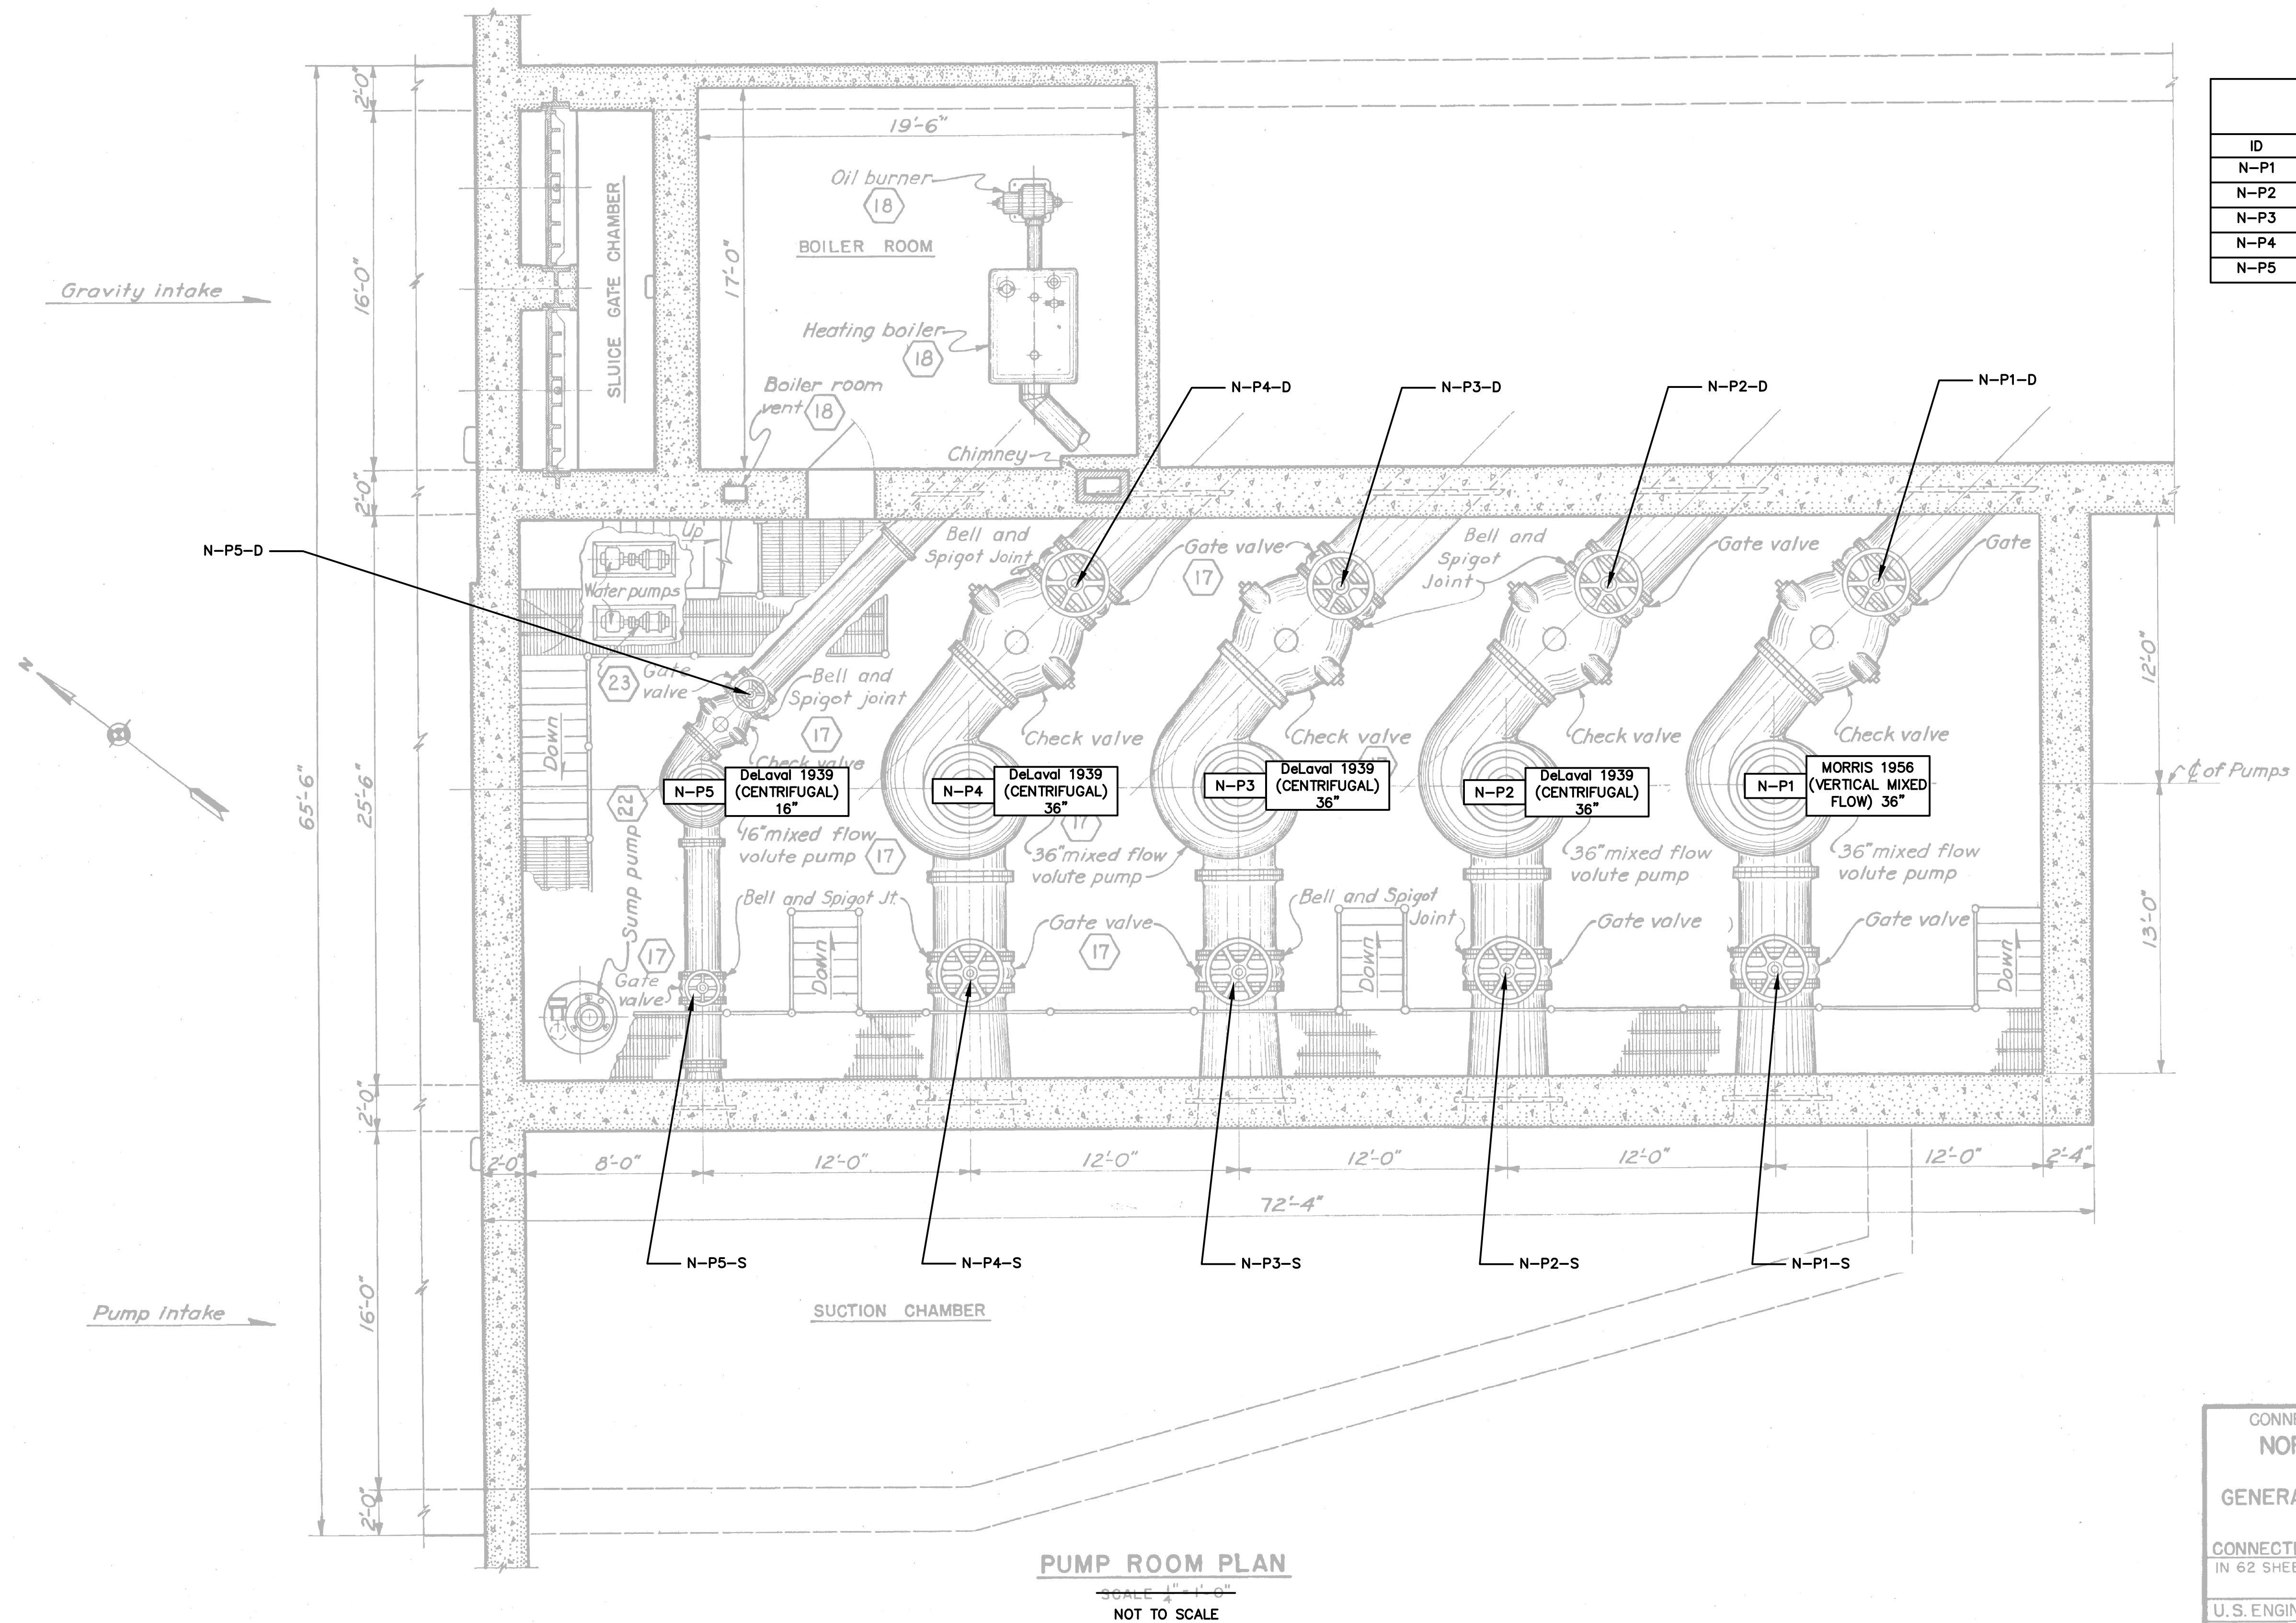 2'-0"
16'-0"
2'-0"
25'-6"
2'-0"
16'-0"
2'-0"
65'-6"
Gravity intake
Pump intake
N
SLUICE GATE CHAMBER
19'-6"
17'-0"
Oil burner
18
BOILER ROOM
Heating boiler
18
Boiler room
vent 18
Chimney
N-P4-D
N-P3-D
N-P2-D
N-P1-D
N-P5-D
Up
Water pumps
23
Gate
valve
Bell and
Spigot joint
17
Check valve
Down
22
Sump pump
17
Gate
valve
Bell and
Spigot Joint
Gate valve
17
Bell and
Spigot
Joint
Gate valve
Gate
Check valve
Check valve
Check valve
Check valve
N-P5
DeLaval 1939
(CENTRIFUGAL)
16"
N-P4
DeLaval 1939
(CENTRIFUGAL)
36"
N-P3
DeLaval 1939
(CENTRIFUGAL)
36"
N-P2
DeLaval 1939
(CENTRIFUGAL)
36"
N-P1
MORRIS 1956
(VERTICAL MIXED
FLOW) 36"
℄ of Pumps
12'-0"
13'-0"
16" mixed flow
volute pump 17
17
36" mixed flow
volute pump
36" mixed flow
volute pump
36" mixed flow
volute pump
Bell and Spigot Jt.
Gate valve
17
Bell and Spigot
Joint
Gate valve
Gate valve
Down
Down
Down
2'-0"
8'-0"
12'-0"
12'-0"
12'-0"
12'-0"
12'-0"
2'-4"
72'-4"
N-P5-S
N-P4-S
N-P3-S
N-P2-S
N-P1-S
SUCTION CHAMBER
PUMP ROOM PLAN
SCALE 1/4" = 1'-0"
NOT TO SCALE
ID
N-P1
N-P2
N-P3
N-P4
N-P5
GENERA
CONNECTI
IN 62 SHEE
U.S. ENGIN